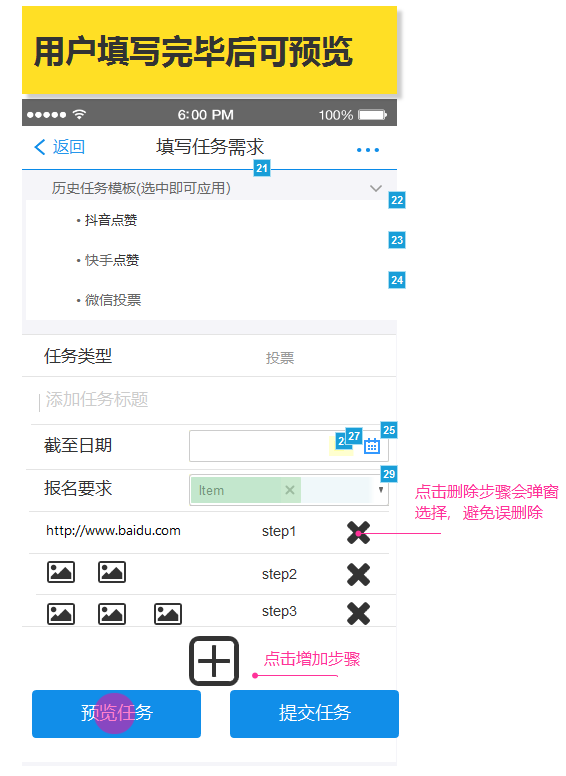 用户填写完毕后可预览
6:00 PM
100%
返回
填写任务需求
21
历史任务模板(选中即可应用)
22
• 抖音点赞
23
• 快手点赞
24
• 微信投票
任务类型
投票
添加任务标题
截至日期
27
25
报名要求
Item
29
点击删除步骤会弹窗
选择，避免误删除
http://www.baidu.com
step1
step2
step3
点击增加步骤
预览任务
提交任务